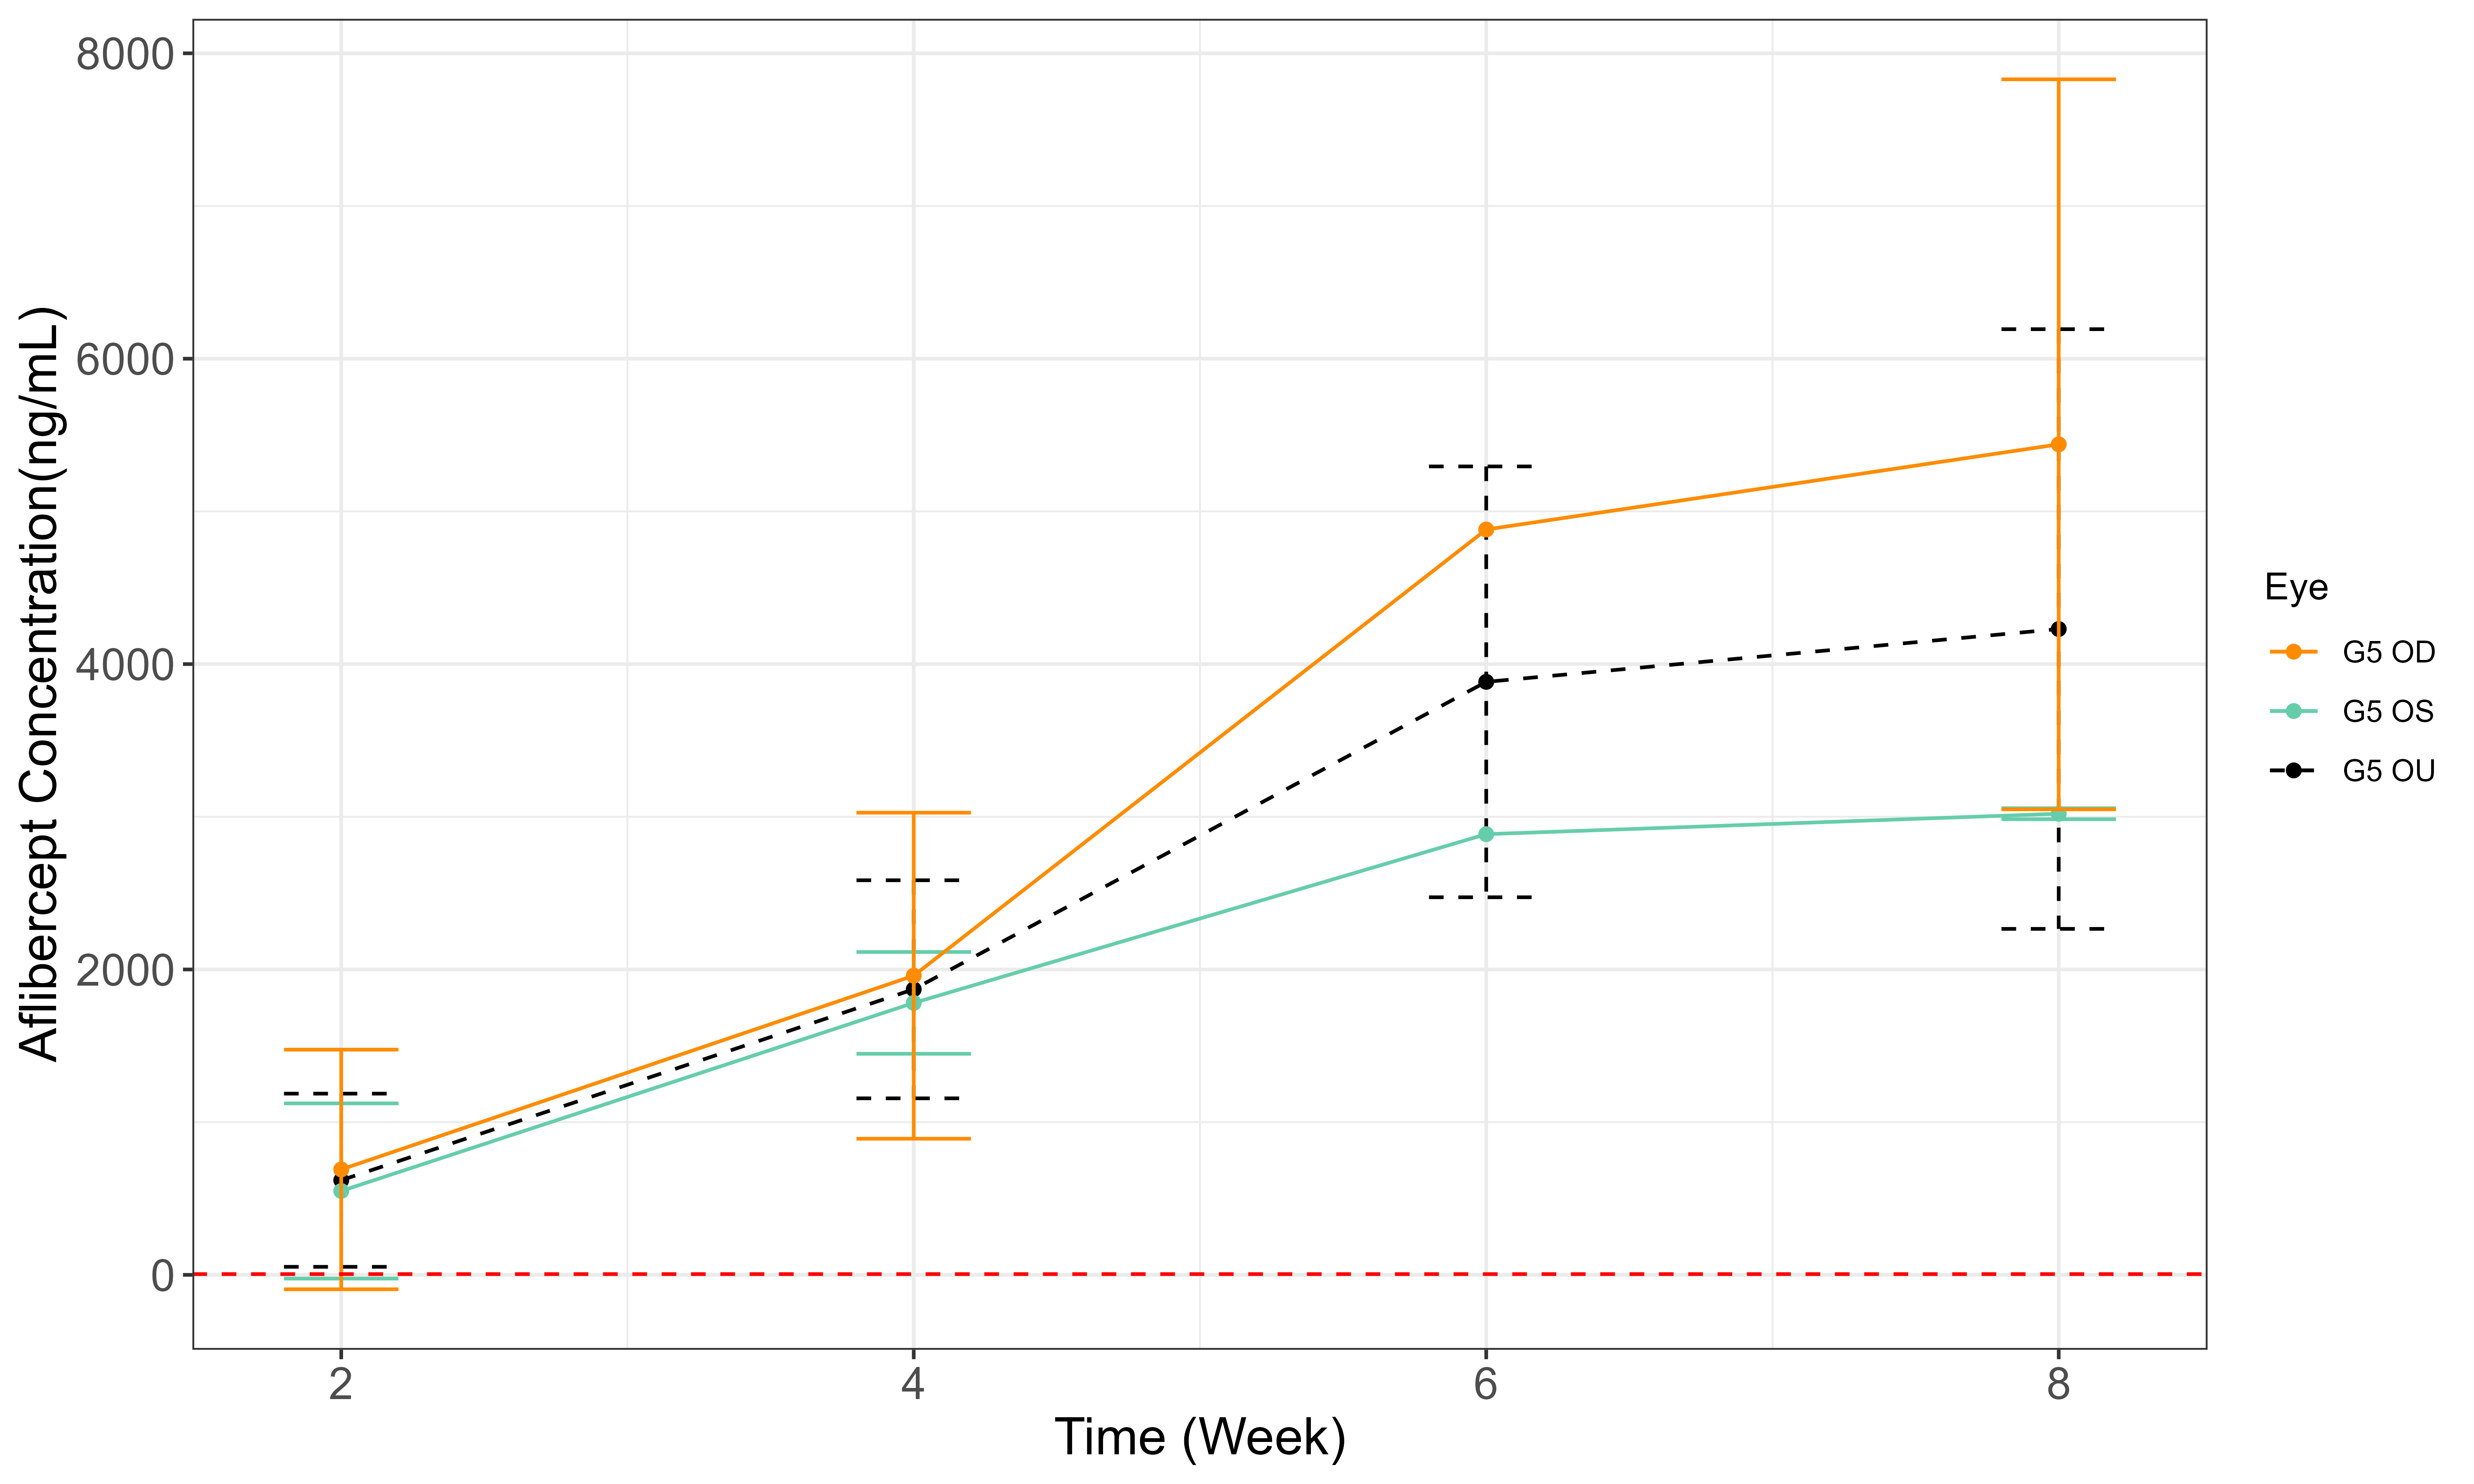 Aflibercept Concentration(ng/mL)
8000
6000
4000
2000
0
2 4 6 8
Time (Week)
Eye
G5 OD
G5 OS
G5 OU